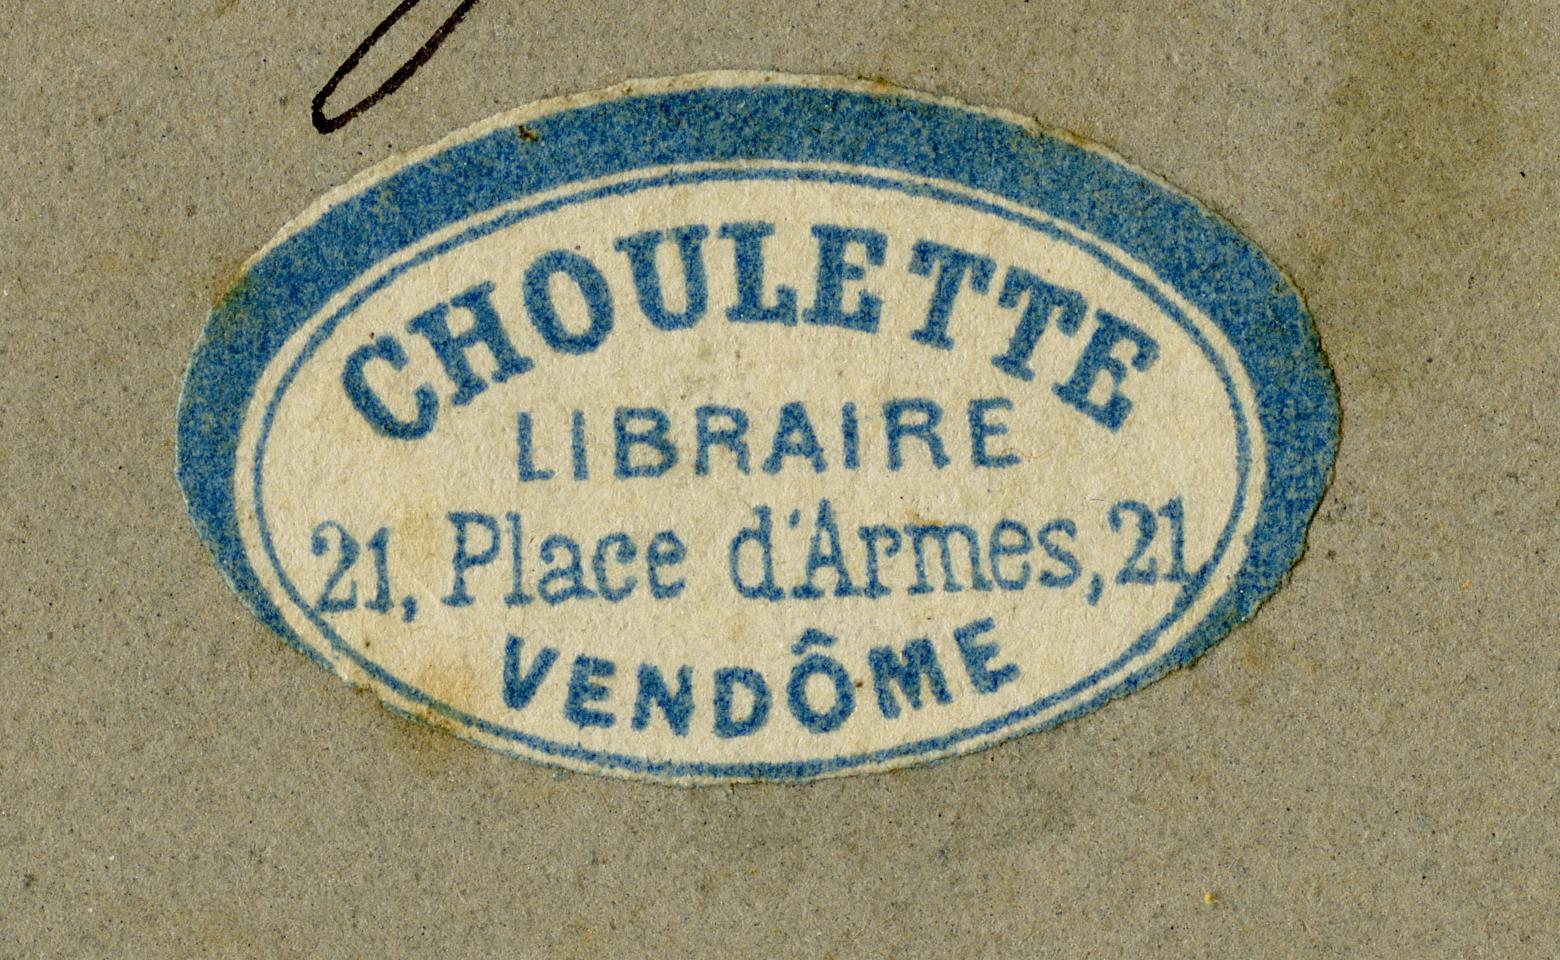 CHOULETTE
LIBRAIRE
21, Place d'Armes, 21
VENDÔME